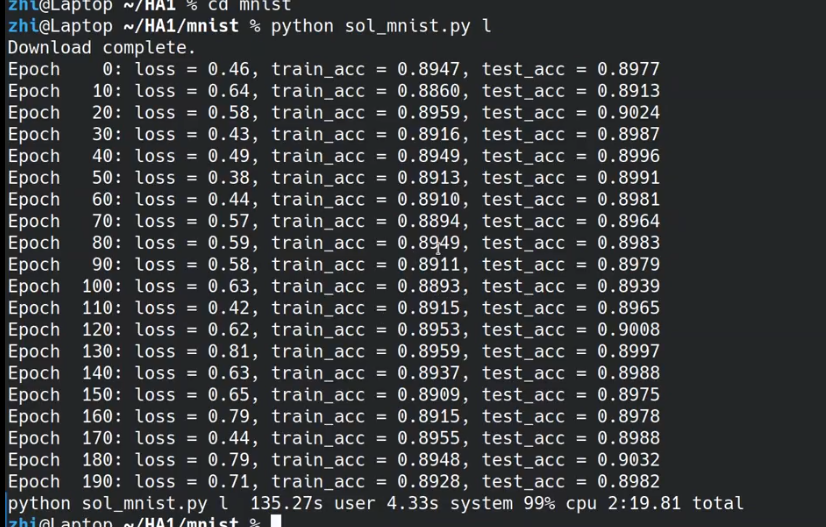 zhi@Laptop ~/HA1 % cd mnist
zhi@Laptop ~/HA1/mnist % python sol_mnist.py l
Download complete.
Epoch   0: loss = 0.46, train_acc = 0.8947, test_acc = 0.8977
Epoch  10: loss = 0.64, train_acc = 0.8860, test_acc = 0.8913
Epoch  20: loss = 0.58, train_acc = 0.8959, test_acc = 0.9024
Epoch  30: loss = 0.43, train_acc = 0.8916, test_acc = 0.8987
Epoch  40: loss = 0.49, train_acc = 0.8949, test_acc = 0.8996
Epoch  50: loss = 0.38, train_acc = 0.8913, test_acc = 0.8991
Epoch  60: loss = 0.44, train_acc = 0.8910, test_acc = 0.8981
Epoch  70: loss = 0.57, train_acc = 0.8894, test_acc = 0.8964
Epoch  80: loss = 0.59, train_acc = 0.8949, test_acc = 0.8983
Epoch  90: loss = 0.58, train_acc = 0.8911, test_acc = 0.8979
Epoch 100: loss = 0.63, train_acc = 0.8893, test_acc = 0.8939
Epoch 110: loss = 0.42, train_acc = 0.8915, test_acc = 0.8965
Epoch 120: loss = 0.62, train_acc = 0.8953, test_acc = 0.9008
Epoch 130: loss = 0.81, train_acc = 0.8959, test_acc = 0.8997
Epoch 140: loss = 0.63, train_acc = 0.8937, test_acc = 0.8988
Epoch 150: loss = 0.65, train_acc = 0.8909, test_acc = 0.8975
Epoch 160: loss = 0.79, train_acc = 0.8915, test_acc = 0.8978
Epoch 170: loss = 0.44, train_acc = 0.8955, test_acc = 0.8988
Epoch 180: loss = 0.79, train_acc = 0.8948, test_acc = 0.9032
Epoch 190: loss = 0.71, train_acc = 0.8928, test_acc = 0.8982
python sol_mnist.py l  135.27s user 4.33s system 99% cpu 2:19.81 total
zhi@Laptop ~/HA1/mnist %